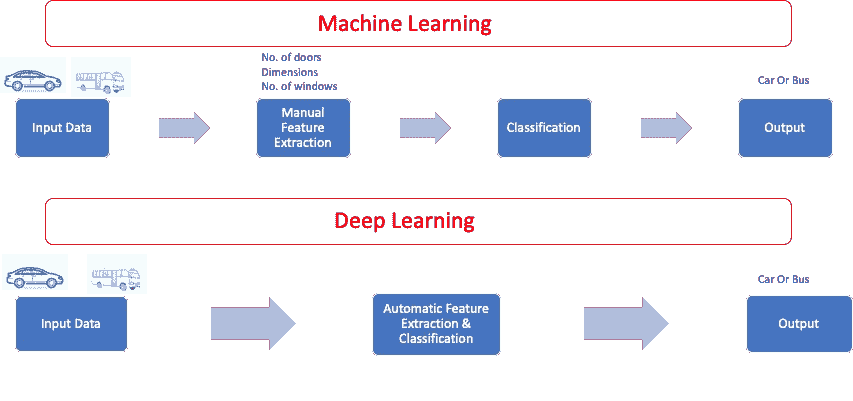 Machine Learning
No. of doors
Dimensions
No. of windows
Car Or Bus
Input Data
Manual
Feature
Extraction
Classification
Output
Deep Learning
Car Or Bus
Input Data
Automatic Feature
Extraction &
Classification
Output